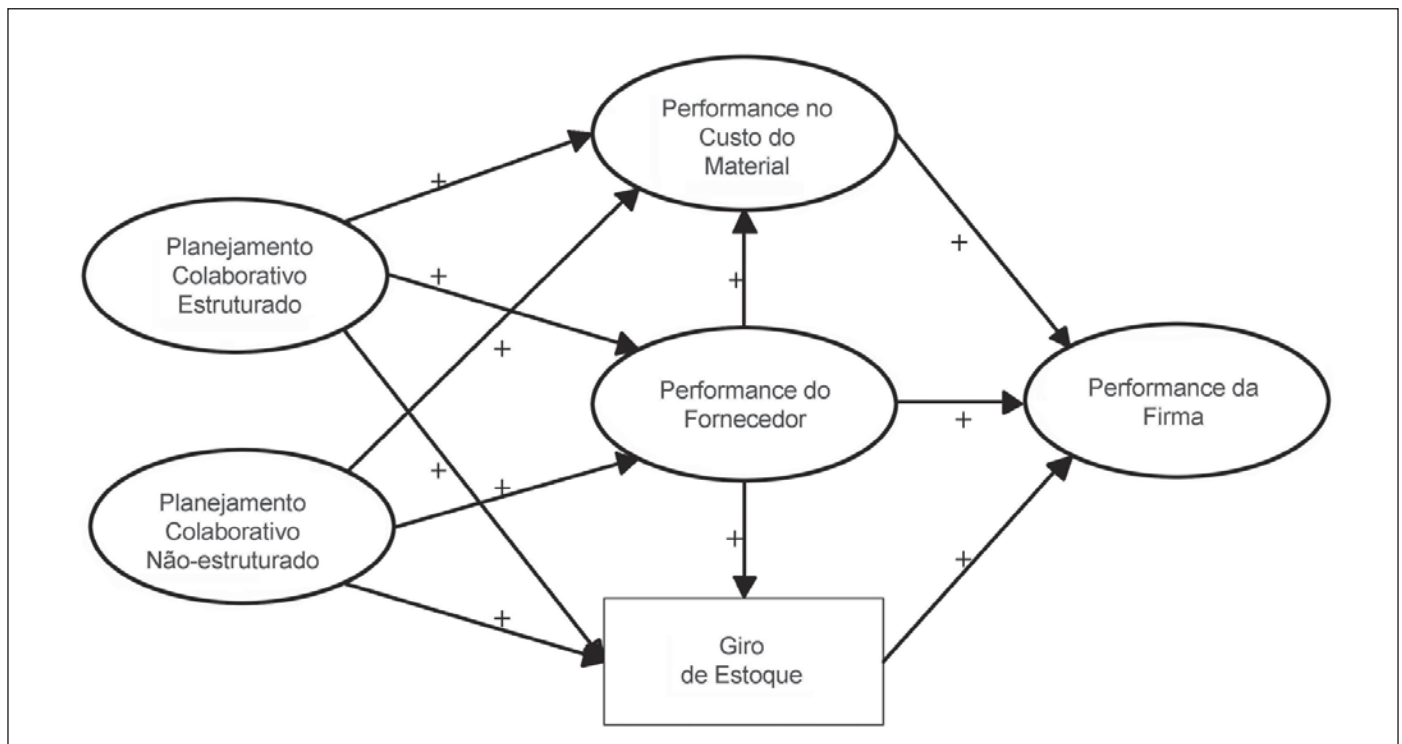 Performance no
Custo do
Material
+
+
Planejamento
Colaborativo
Estruturado
+
+
+
Performance do
Fornecedor
Performance da
Firma
+
+
+
Planejamento
Colaborativo
Não-estruturado
+
+
+
Giro
de Estoque